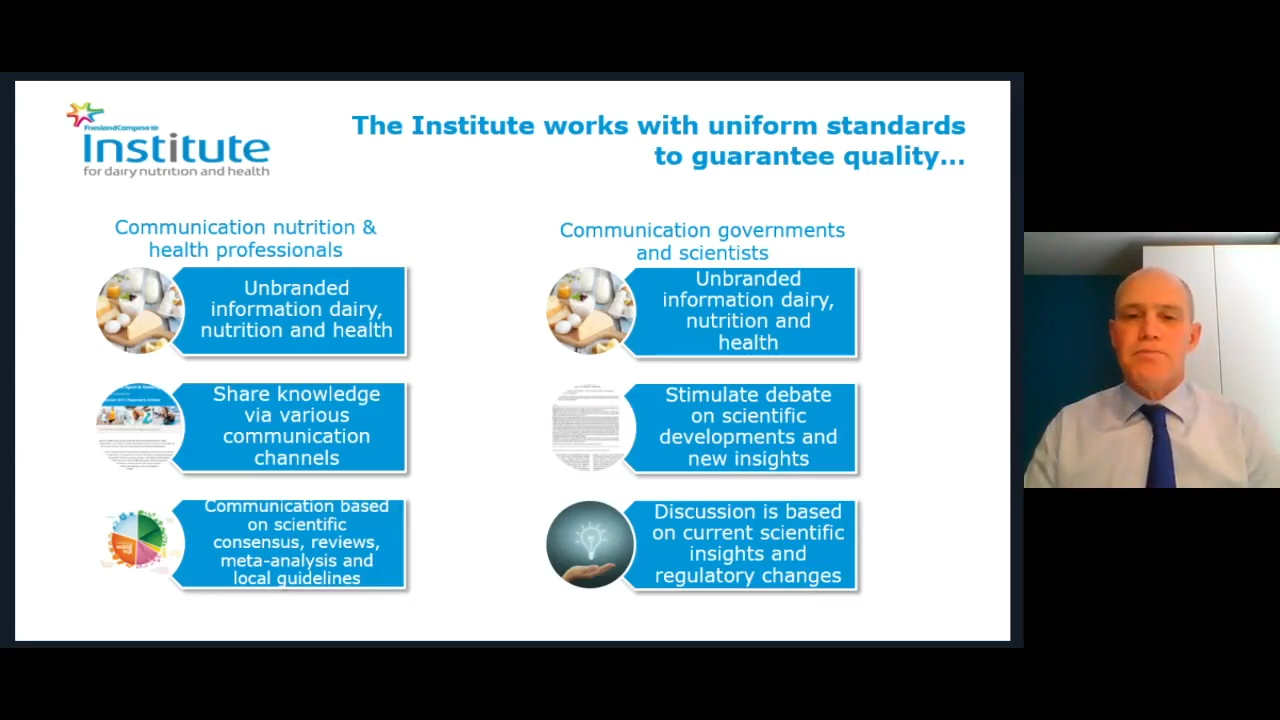 FrieslandCampina
Institute
for dairy nutrition and health
The Institute works with uniform standards
to guarantee quality...
Communication nutrition &
health professionals
Unbranded
information dairy,
nutrition and health
Share knowledge
via various
communication
channels
Communication based
on scientific
consensus, reviews,
meta-analysis and
local guidelines
Communication governments
and scientists
Unbranded
information dairy,
nutrition and
health
Stimulate debate
on scientific
developments and
new insights
Discussion is based
on current scientific
insights and
regulatory changes